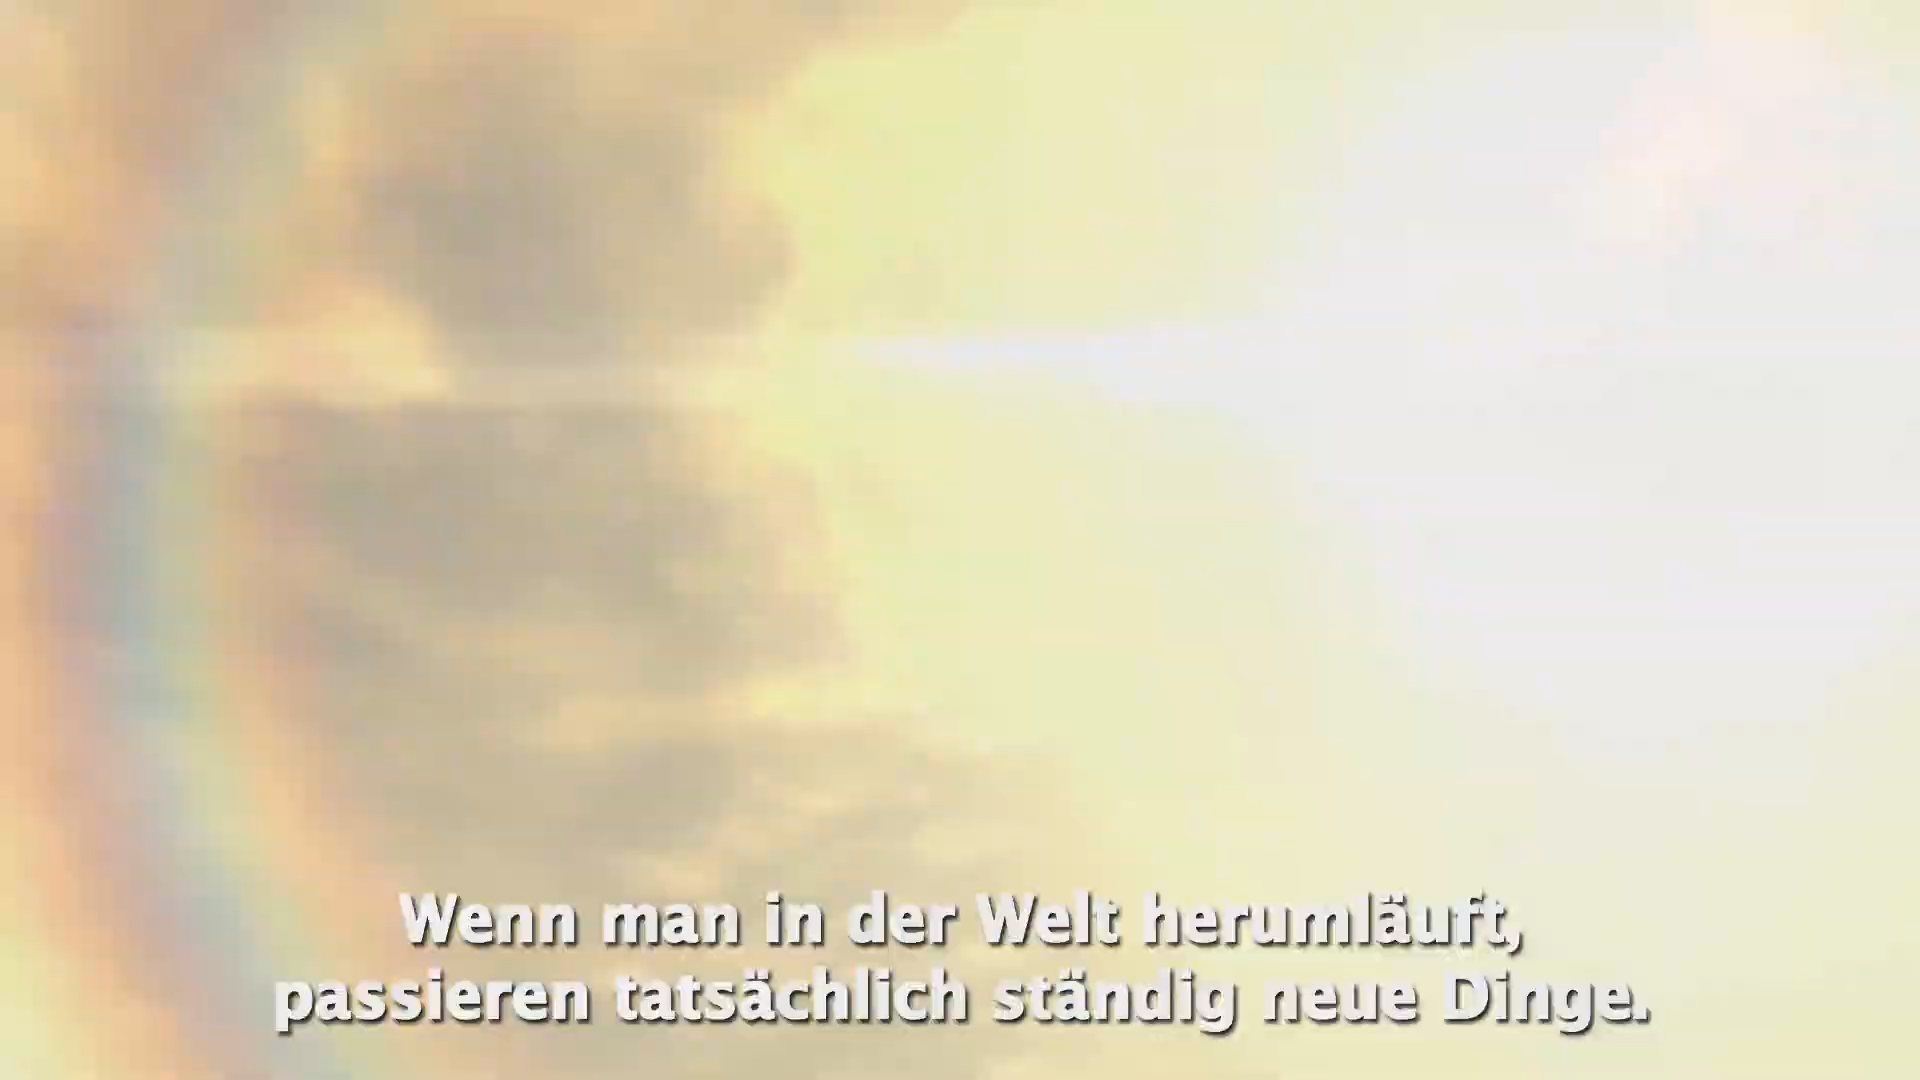 Wenn man in der Welt herumläuft,
passieren tatsächlich ständig neue Dinge.